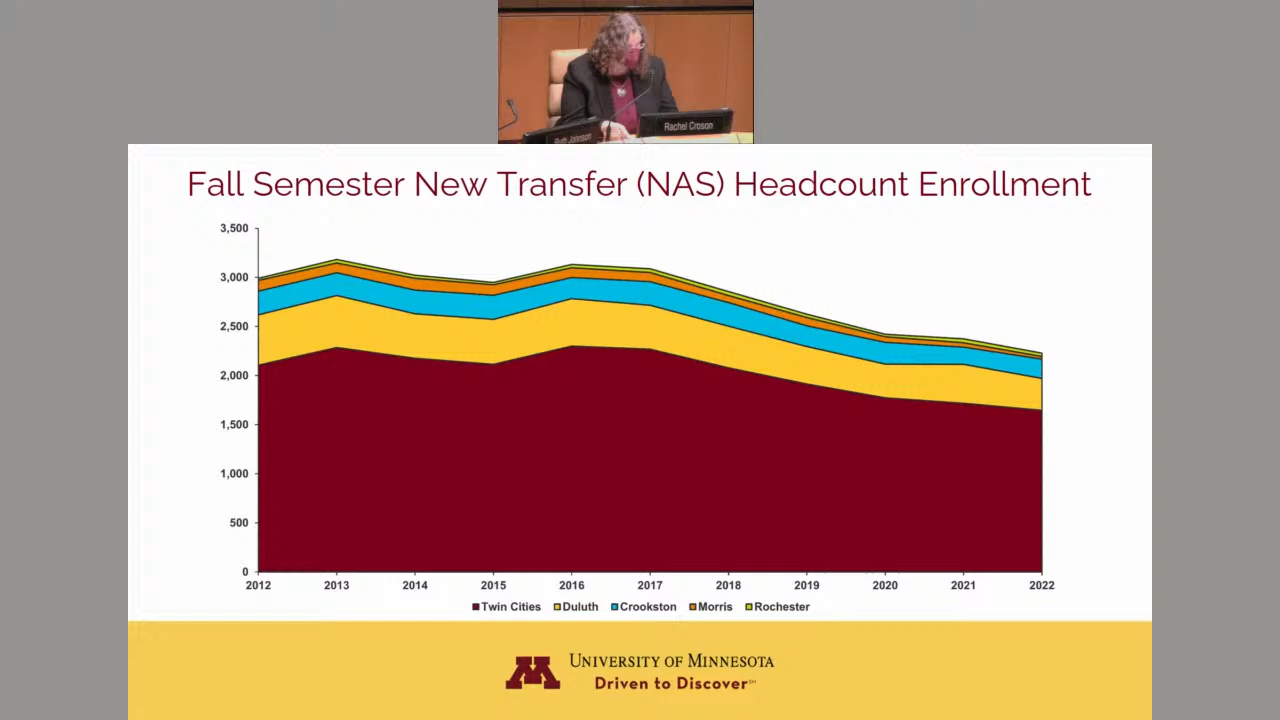 Ruth Johnson
Rachel Croson
Fall Semester New Transfer (NAS) Headcount Enrollment
3,500
3,000
2,500
2,000
1,500
1,000
500
0
2012 2013 2014 2015 2016 2017 2018 2019 2020 2021 2022
Twin Cities Duluth Crookston Morris Rochester
UNIVERSITY OF MINNESOTA
Driven to Discover℠